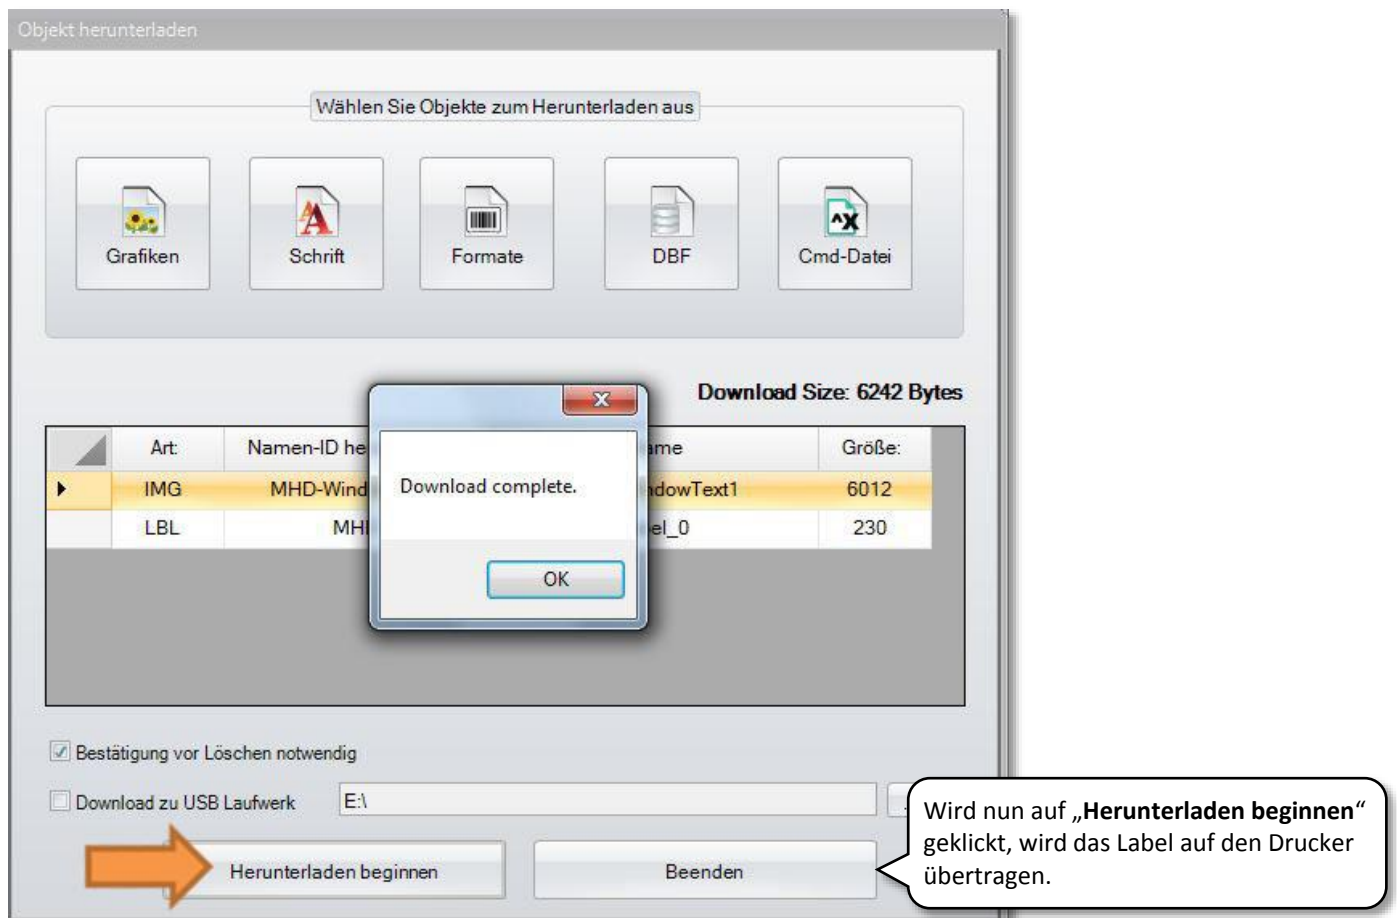 Objekt herunterladen
Wählen Sie Objekte zum Herunterladen aus
Grafiken Schrift Formate DBF Cmd-Datei
^X
Download Size: 6242 Bytes
Art: Namen-ID he ame Größe:
IMG MHD-Wind ndowText1 6012
LBL MH el_0 230
Download complete.
OK
Bestätigung vor Löschen notwendig
Download zu USB Laufwerk E:\
Herunterladen beginnen Beenden
Wird nun auf „Herunterladen beginnen“
geklickt, wird das Label auf den Drucker
übertragen.